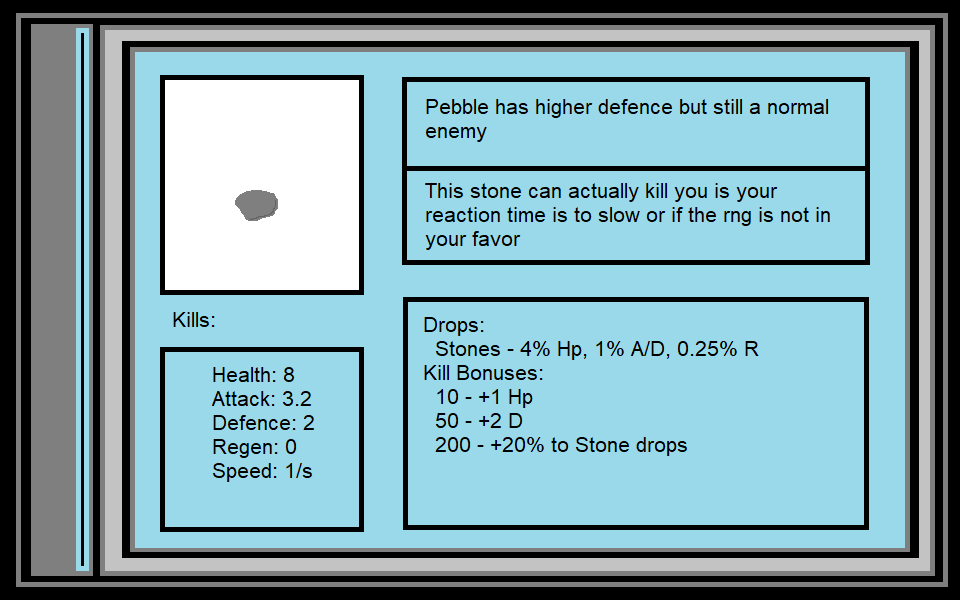 Pebble has higher defence but still a normal
enemy
This stone can actually kill you is your
reaction time is to slow or if the rng is not in
your favor
Kills:
Health: 8
Attack: 3.2
Defence: 2
Regen: 0
Speed: 1/s
Drops:
Stones - 4% Hp, 1% A/D, 0.25% R
Kill Bonuses:
10 - +1 Hp
50 - +2 D
200 - +20% to Stone drops